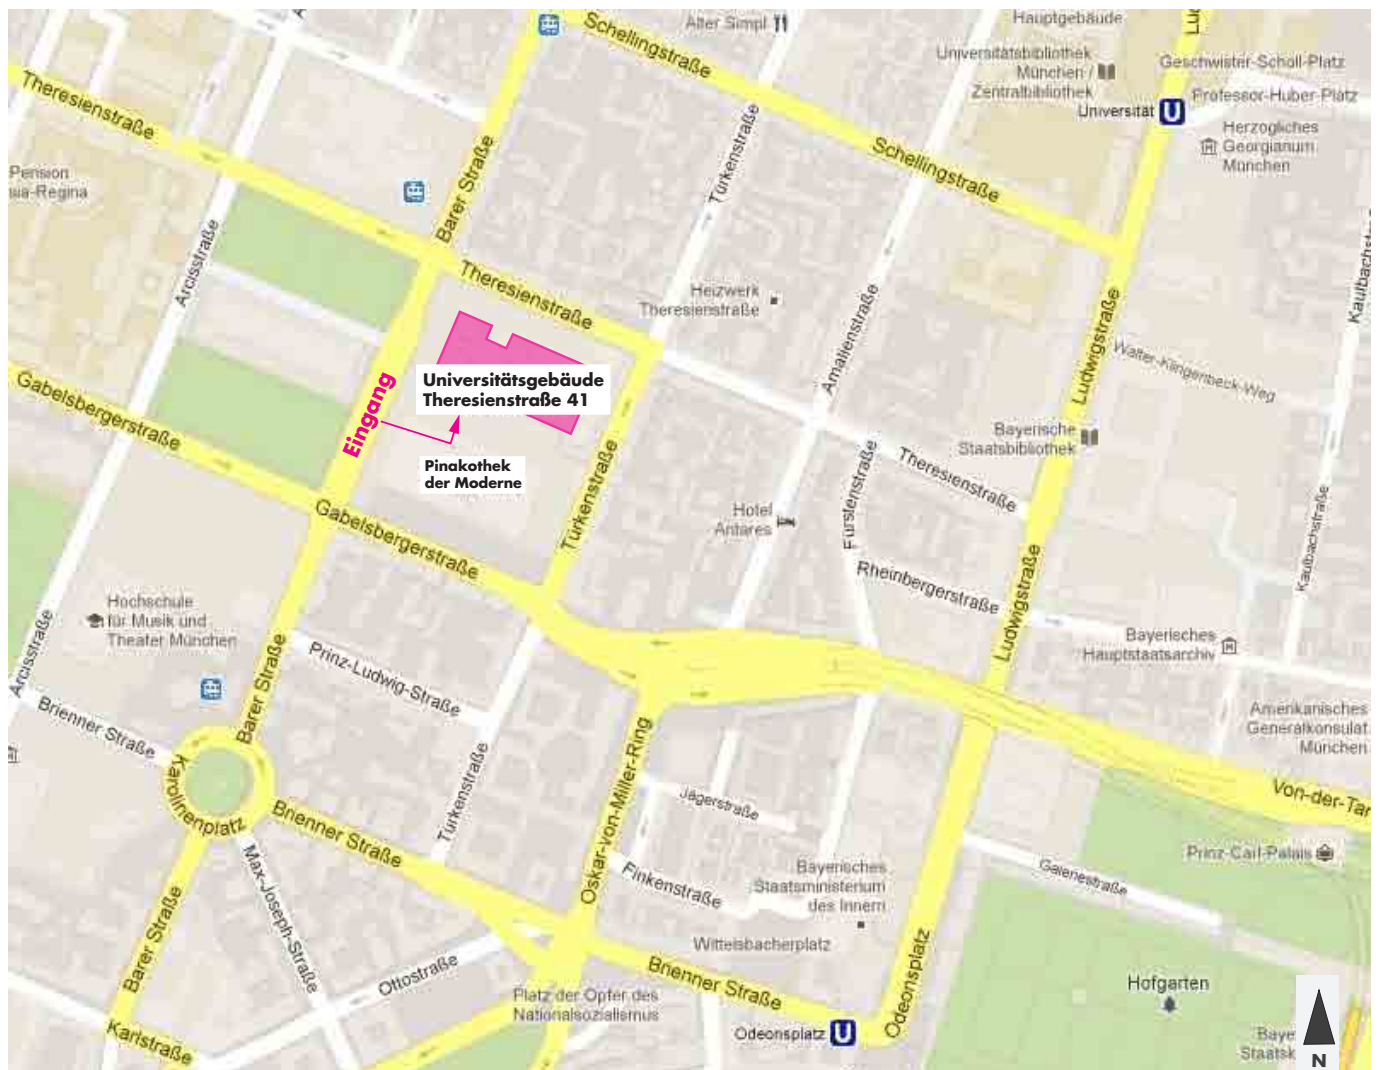 Schellingstraße
Alter Simpl
Hauptgebäude
Universitätsbibliothek
München /
Zentralbibliothek
Geschwister-Scholl-Platz
Professor-Huber-Platz
Universität
U
Herzogliches
Georgianum
München
Theresienstraße
Barer Straße
Türkenstraße
Schellingstraße
Pension
Arcisstraße
Theresienstraße
Heizwerk
Theresienstraße
Amalienstraße
Ludwigstraße
Walter-Klingenbeck-Weg
Gabelsbergerstraße
Eingang
Universitätsgebäude
Theresienstraße 41
Pinakothek
der Moderne
Türkenstraße
Bayerische
Staatsbibliothek
Theresienstraße
Fürstenstraße
Hotel
Antares
Gabelsbergerstraße
Rheinbergerstraße
Ludwigstraße
Kaulbachstraße
Hochschule
für Musik und
Theater München
Arcisstraße
Barer Straße
Prinz-Ludwig-Straße
Bayerisches
Hauptstaatsarchiv
Brienner Straße
Amerikanisches
Generalkonsulat
München
Karolinenplatz
Türkenstraße
Oskar-von-Miller-Ring
Jägerstraße
Von-der-Tan
Brienner Straße
Prinz-Carl-Palais
Max-Joseph-Straße
Finkenstraße
Bayerisches
Staatsministerium
des Innern
Galeriestraße
Barer Straße
Wittelsbacherplatz
Ottostraße
Brienner Straße
Odeonsplatz
Hofgarten
Platz der Opfer des
Nationalsozialismus
Karlstraße
Odeonsplatz
U
Baye
Staatsk
N